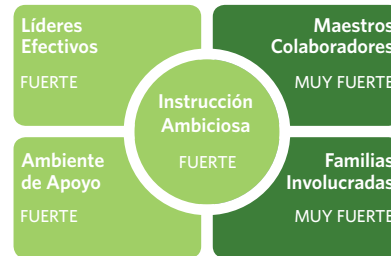 Líderes
Efectivos
FUERTE
Maestros
Colaboradores
MUY FUERTE
Instrucción
Ambiciosa
FUERTE
Ambiente
de Apoyo
FUERTE
Familias
Involucradas
MUY FUERTE